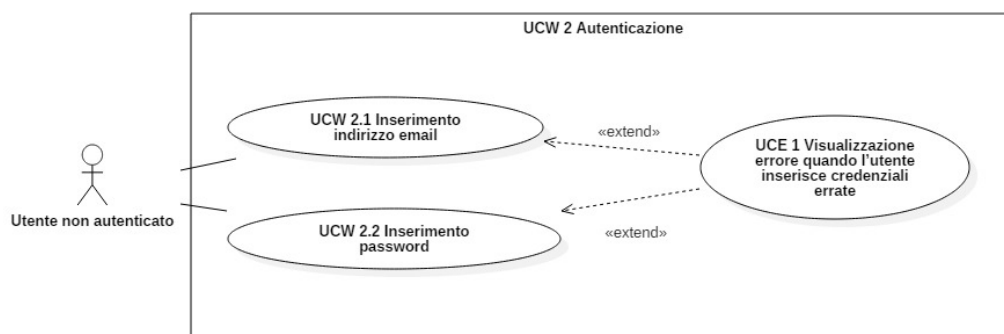 UCW 2 Autenticazione
UCW 2.1 Inserimento
indirizzo email
«extend»
UCE 1 Visualizzazione
errore quando l'utente
inserisce credenziali
errate
Utente non autenticato
UCW 2.2 Inserimento
password
«extend»